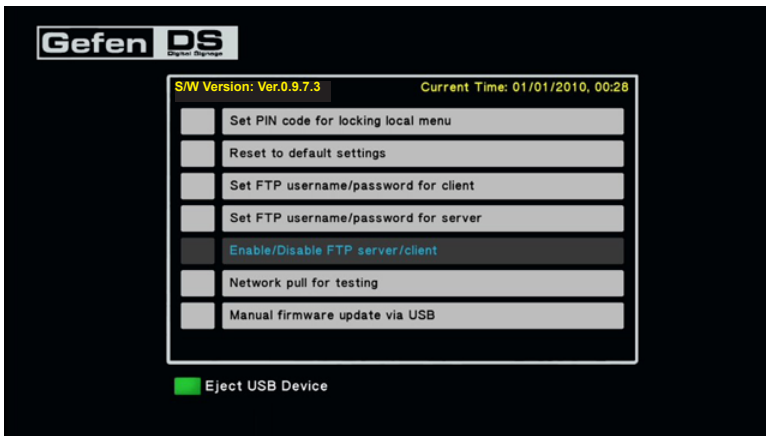 Gefen DS
Digital Signage
S/W Version: Ver.0.9.7.3 Current Time: 01/01/2010, 00:28
Set PIN code for locking local menu
Reset to default settings
Set FTP username/password for client
Set FTP username/password for server
Enable/Disable FTP server/client
Network pull for testing
Manual firmware update via USB
Eject USB Device